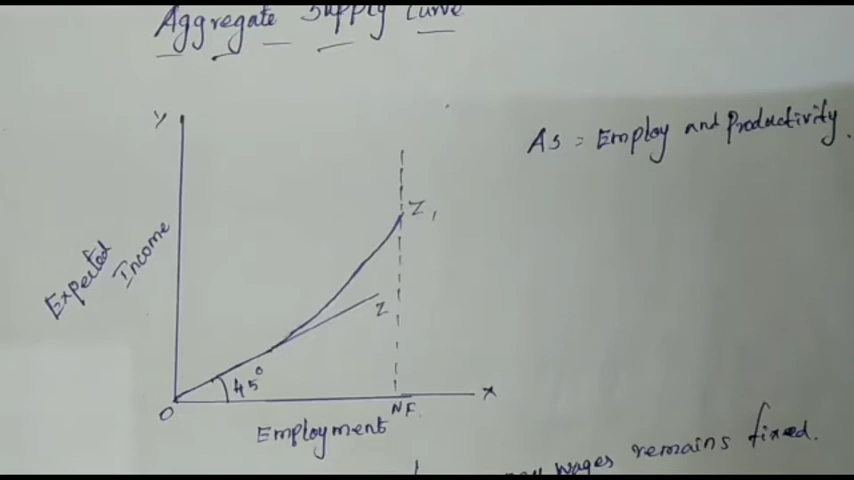 Aggregate Supply Curve
Y
AS = Employ and Productivity.
Z1
Expected
Income
Z
45°
O
NF.
X
Employment
wages remains fixed.